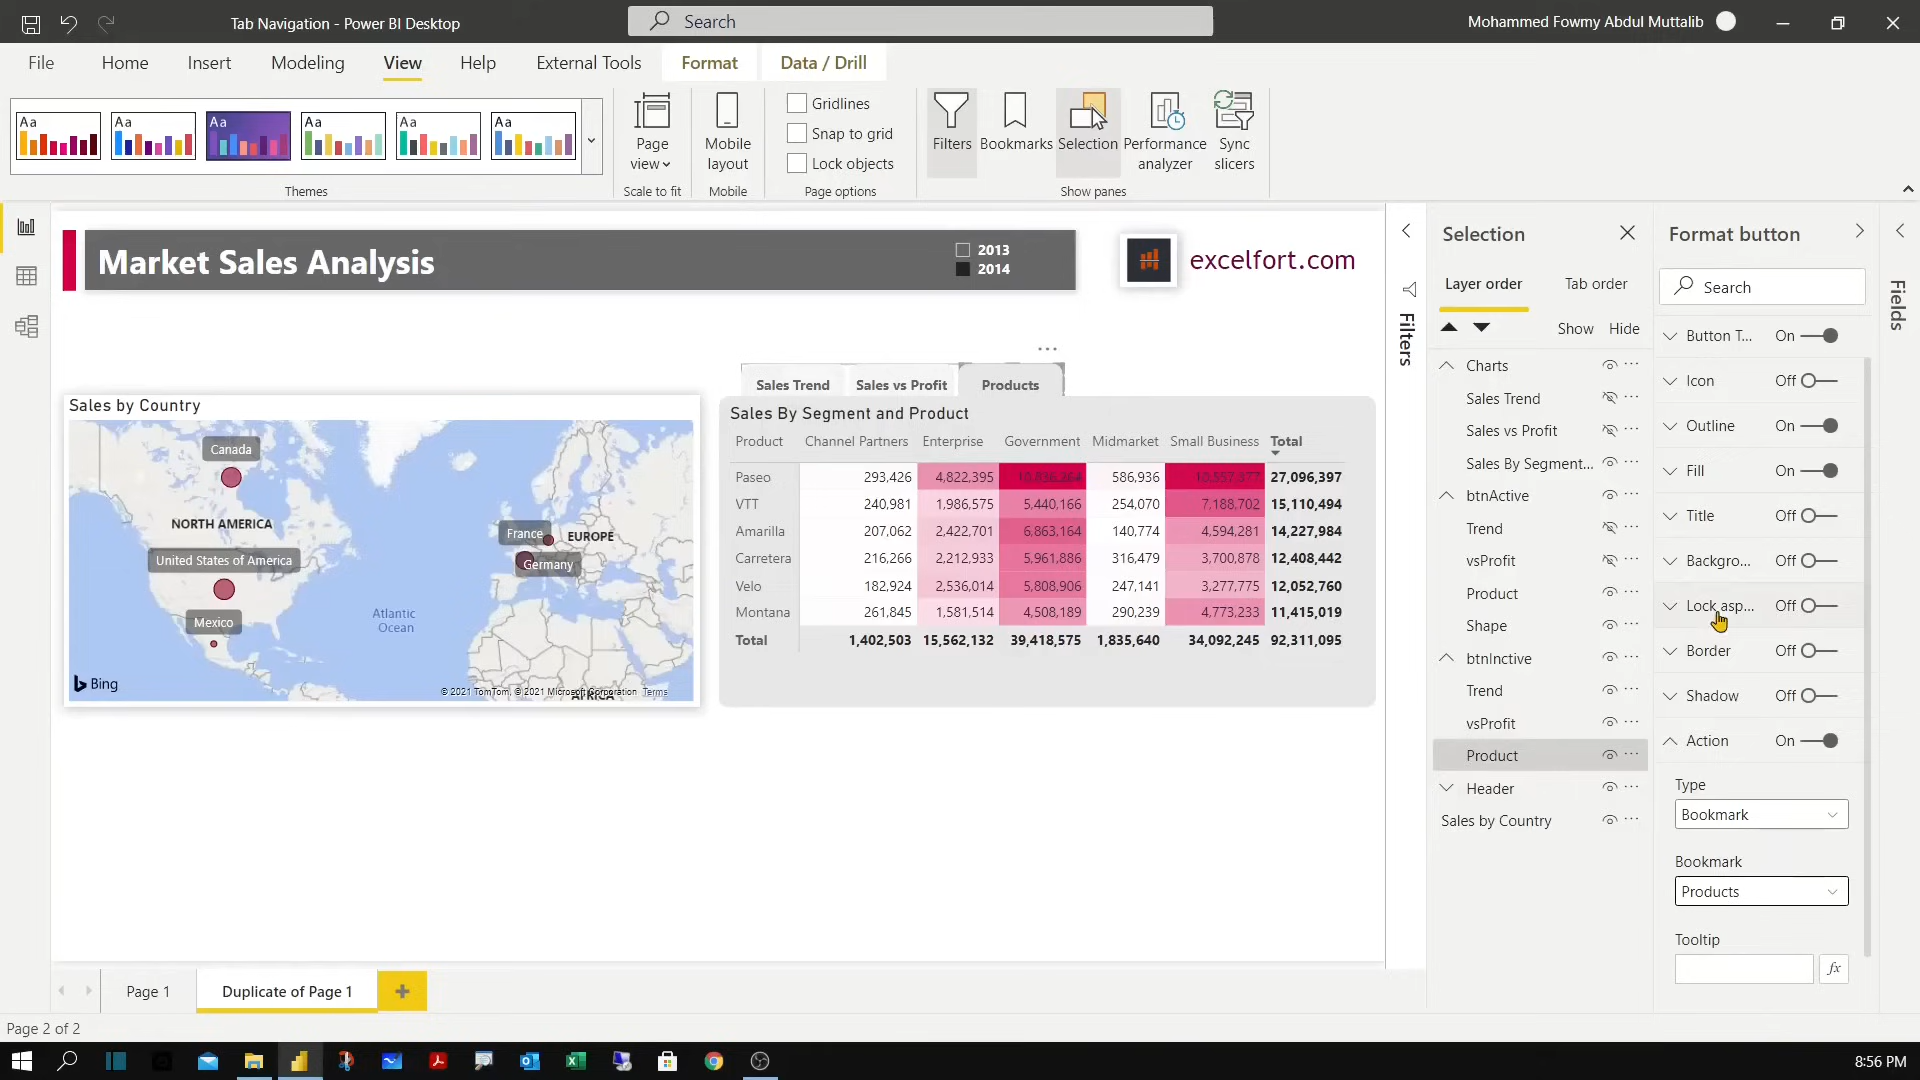 Tab Navigation - Power BI Desktop
Search
Mohammed Fowmy Abdul Muttalib
File Home Insert Modeling View Help External Tools Format Data / Drill
Aa Aa Aa Aa Aa Aa
Page view
Mobile layout
Gridlines
Snap to grid
Lock objects
Filters
Bookmarks
Selection
Performance analyzer
Sync slicers
Themes Scale to fit Mobile Page options Show panes
Market Sales Analysis
2013
2014
excelfort.com
Sales by Country
Canada
NORTH AMERICA
United States of America
Mexico
Atlantic
Ocean
France
EUROPE
Germany
Bing
© 2021 TomTom, © 2021 Microsoft Corporation Terms
Sales Trend Sales vs Profit Products
Sales By Segment and Product
Product Channel Partners Enterprise Government Midmarket Small Business Total
Paseo 293,426 4,822,395 586,936 27,096,397
VTT 240,981 1,986,575 5,440,166 254,070 7,188,702 15,110,494
Amarilla 207,062 2,422,701 6,863,164 140,774 4,594,281 14,227,984
Carretera 216,266 2,212,933 5,961,886 316,479 3,700,878 12,408,442
Velo 182,924 2,536,014 5,808,906 247,141 3,277,775 12,052,760
Montana 261,845 1,581,514 4,508,189 290,239 4,773,233 11,415,019
Total 1,402,503 15,562,132 39,418,575 1,835,640 34,092,245 92,311,095
Filters
Selection
Layer order Tab order
Show Hide
Charts
Sales Trend
Sales vs Profit
Sales By Segment...
btnActive
Trend
vsProfit
Product
Shape
btnInctive
Trend
vsProfit
Product
Header
Sales by Country
Format button
Search
Button T... On
Icon Off
Outline On
Fill On
Title Off
Backgro... Off
Lock asp... Off
Border Off
Shadow Off
Action On
Type
Bookmark
Bookmark
Products
Tooltip
fx
Fields
Page 1
Duplicate of Page 1
Page 2 of 2
8:56 PM